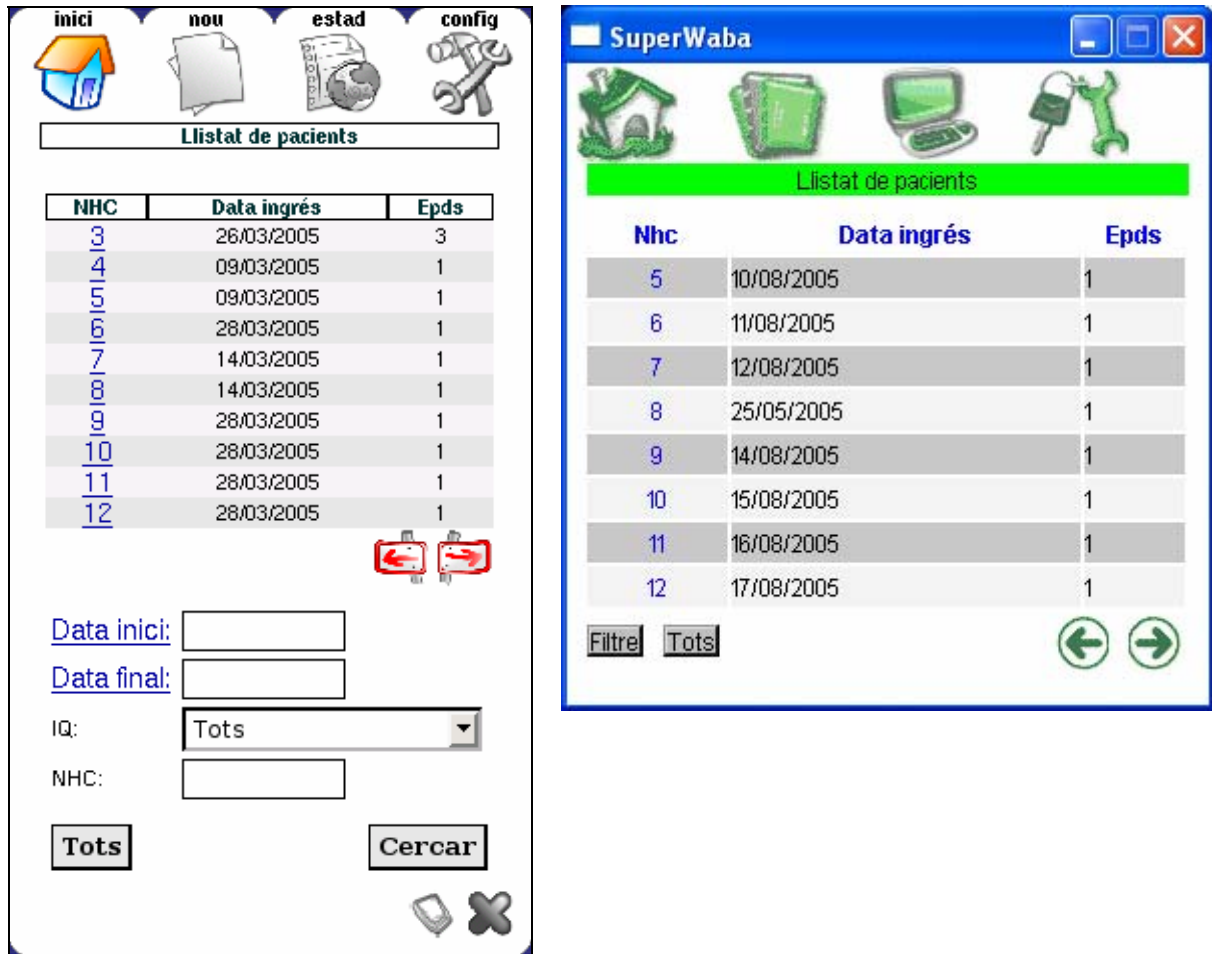 inici nou estad config
Llistat de pacients
NHC Data ingrés Epds
3 26/03/2005 3
4 09/03/2005 1
5 09/03/2005 1
6 28/03/2005 1
7 14/03/2005 1
8 14/03/2005 1
9 28/03/2005 1
10 28/03/2005 1
11 28/03/2005 1
12 28/03/2005 1
Data inici:
Data final:
IQ: Tots
NHC:
Tots Cercar
SuperWaba
Llistat de pacients
Nhc Data ingrés Epds
5 10/08/2005 1
6 11/08/2005 1
7 12/08/2005 1
8 25/05/2005 1
9 14/08/2005 1
10 15/08/2005 1
11 16/08/2005 1
12 17/08/2005 1
Filtre Tots